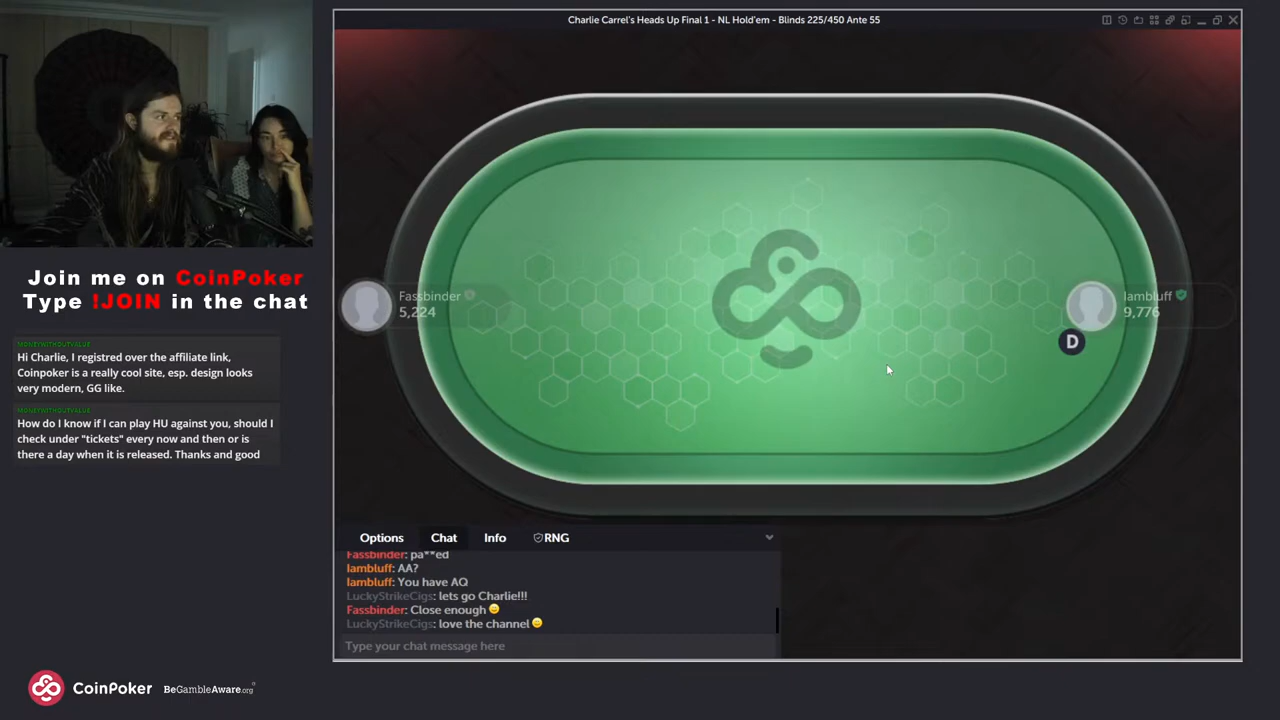 Charlie Carrel's Heads Up Final 1 - NL Hold'em - Blinds 225/450 Ante 55
Join me on CoinPoker
Type !JOIN in the chat
MONEYWITHOUTVALUE
Hi Charlie, I registred over the affiliate link,
Coinpoker is a really cool site, esp. design looks
very modern, GG like.
MONEYWITHOUTVALUE
How do I know if I can play HU against you, should I
check under "tickets" every now and then or is
there a day when it is released. Thanks and good
Fassbinder
5,224
Iambluff
9,776
D
Options Chat Info RNG
Fassbinder: pa**ed
Iambluff: AA?
Iambluff: You have AQ
LuckyStrikeCigs: lets go Charlie!!!
Fassbinder: Close enough
LuckyStrikeCigs: love the channel
Type your chat message here
CoinPoker BeGambleAware.org